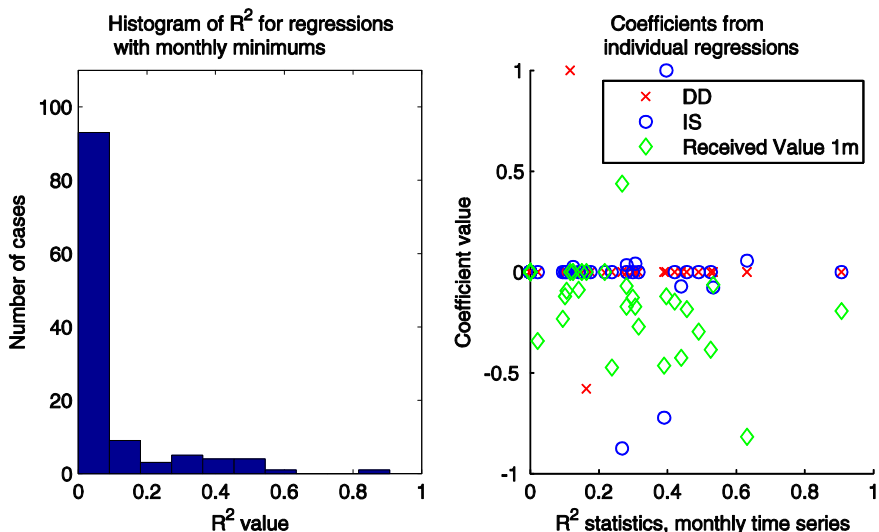 Histogram of R² for regressions
with monthly minimums
Number of cases
100
80
60
40
20
0
0 0.2 0.4 0.6 0.8 1
R² value
Coefficients from
individual regressions
DD
IS
Received Value 1m
Coefficient value
1
0.5
0
-0.5
-1
0 0.2 0.4 0.6 0.8 1
R² statistics, monthly time series